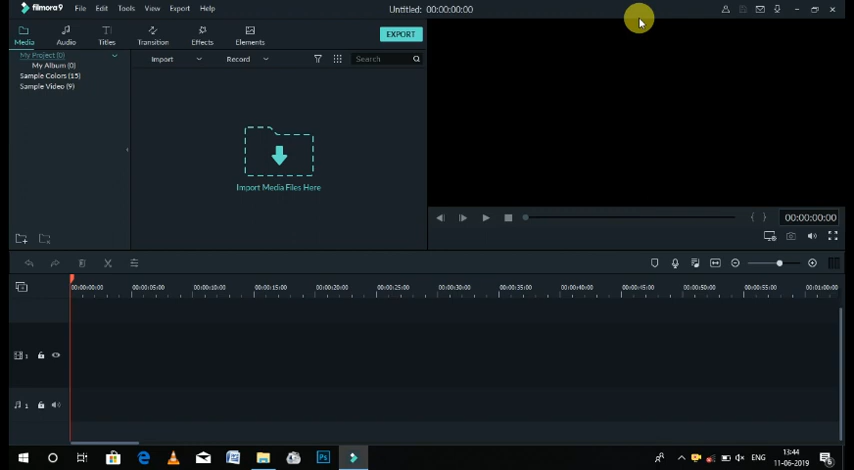 filmora9 File Edit Tools View Export Help Untitled: 00:00:00:00
Media Audio Titles Transition Effects Elements EXPORT
My Project (0) Import Record Search
My Album (0)
Sample Colors (15)
Sample Video (9)
Import Media Files Here
{ } 00:00:00:00
00:00:00:00 00:00:05:00 00:00:10:00 00:00:15:00 00:00:20:00 00:00:25:00 00:00:30:00 00:00:35:00 00:00:40:00 00:00:45:00 00:00:50:00 00:00:55:00 00:01:00:00
1
1
ENG 13:44
11-06-2019